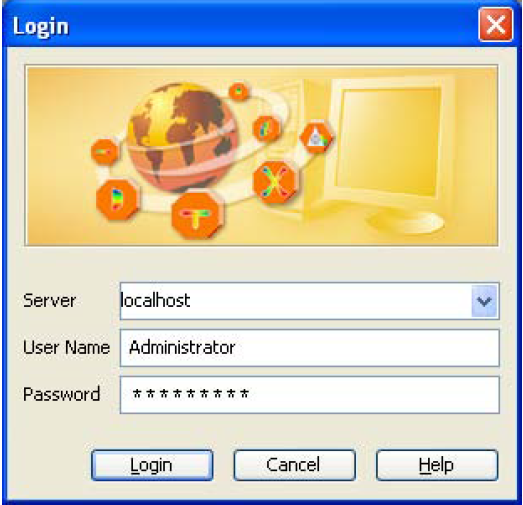 Login
Server localhost
User Name Administrator
Password *********
Login Cancel Help